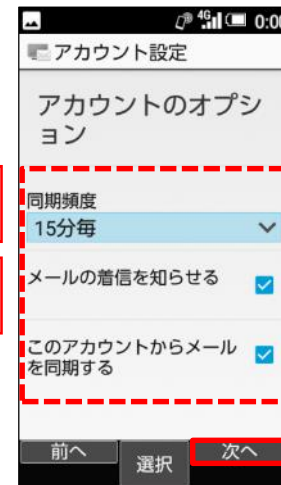 4G 0:00
アカウント設定
アカウントのオプシ
ョン
同期頻度
15分毎
メールの着信を知らせる
このアカウントからメール
を同期する
前へ 選択 次へ